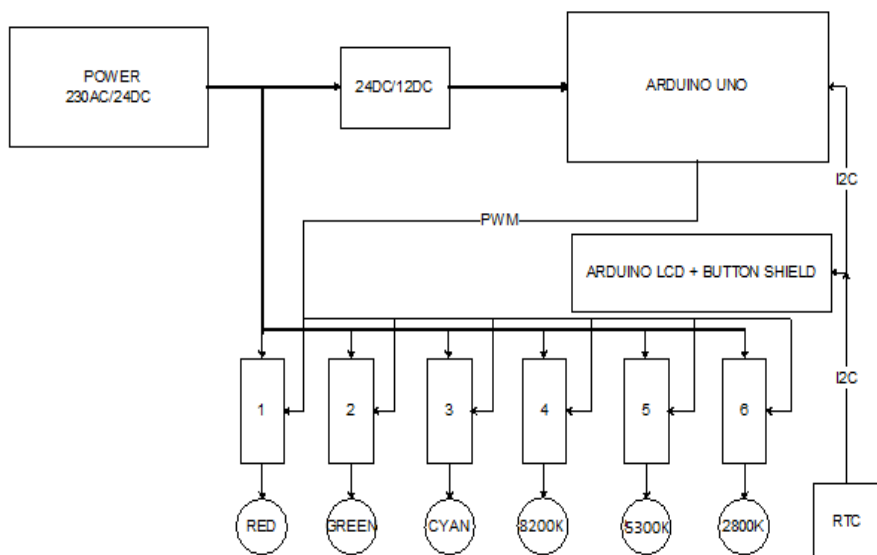 POWER
230AC/24DC
24DC/12DC
ARDUINO UNO
I2C
PWM
ARDUINO LCD + BUTTON SHIELD
I2C
1
2
3
4
5
6
RED
GREEN
CYAN
8200K
5300K
2800K
RTC